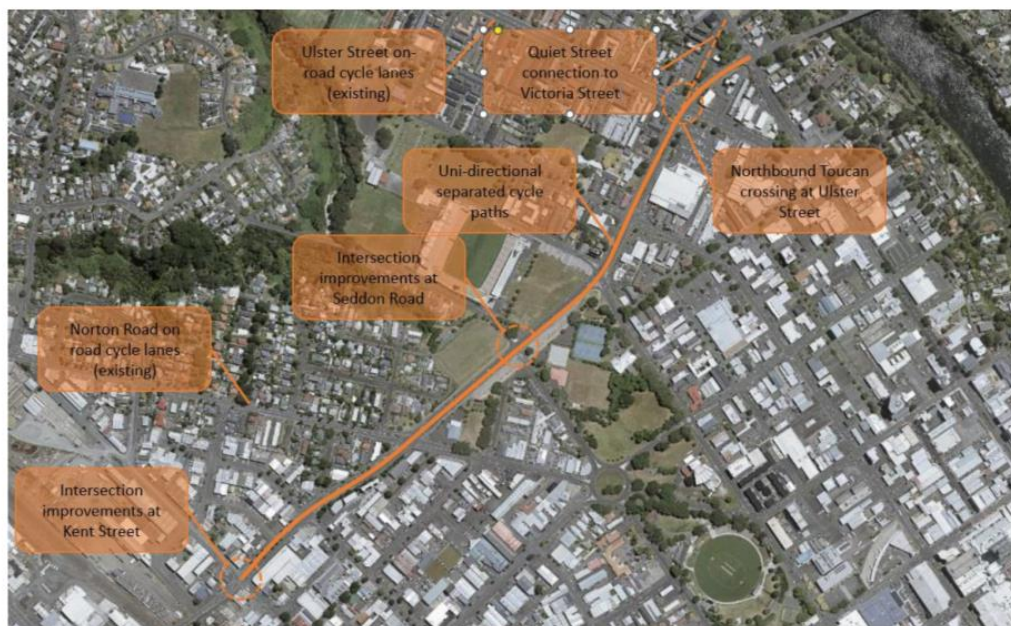 Ulster Street on-
road cycle lanes
(existing)
Quiet Street
connection to
Victoria Street
Uni-directional
separated cycle
paths
Northbound Toucan
crossing at Ulster
Street
Intersection
improvements at
Seddon Road
Norton Road on
road cycle lanes
(existing)
Intersection
improvements at
Kent Street